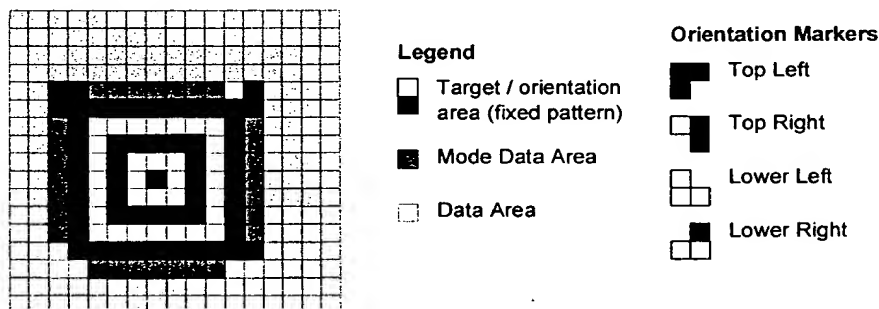 Legend
Target / orientation
area (fixed pattern)
Mode Data Area
Data Area
Orientation Markers
Top Left
Top Right
Lower Left
Lower Right